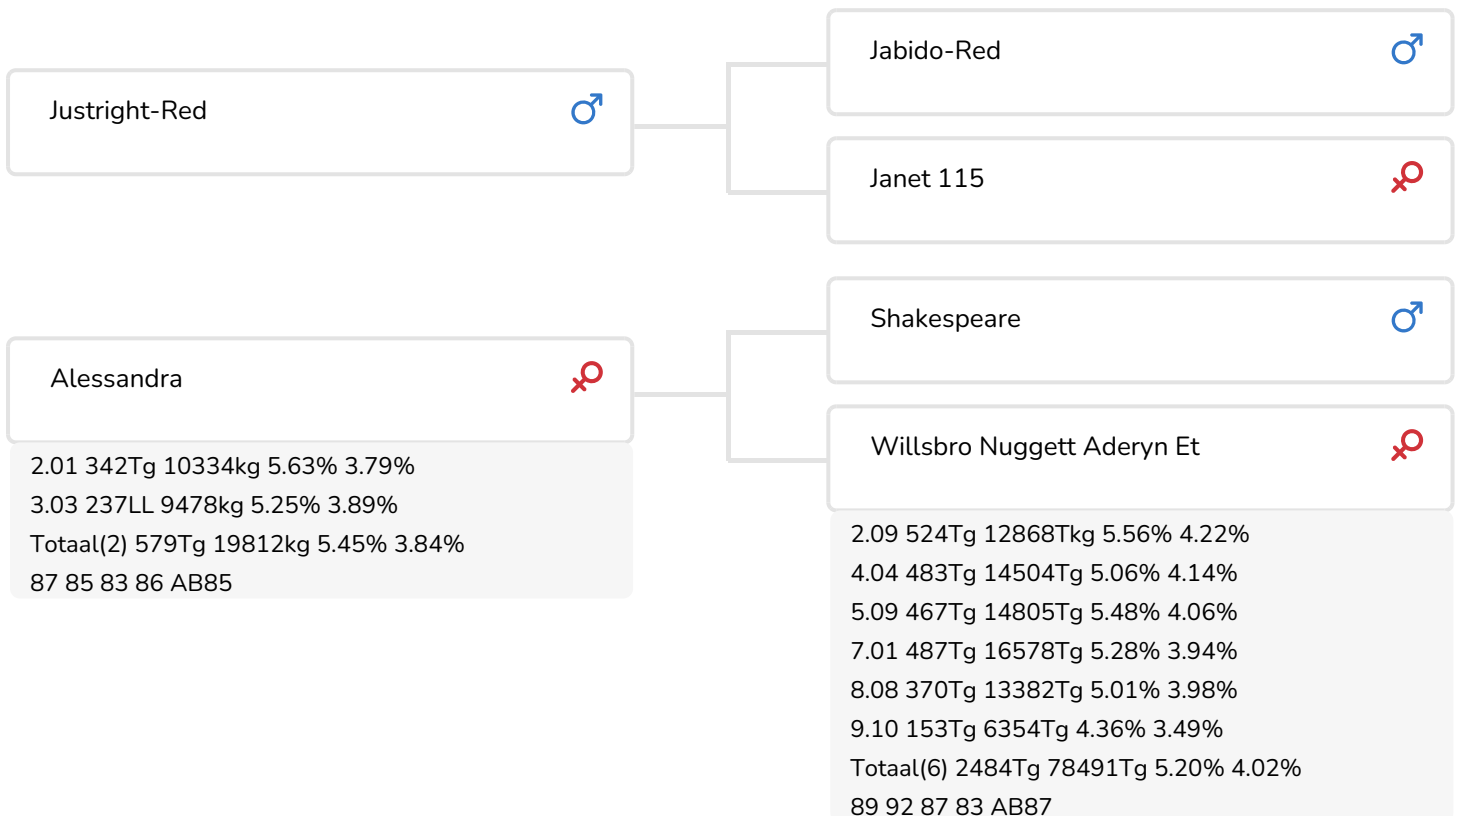 Justright-Red
Jabido-Red
Janet 115
Alessandra
2.01 342Tg 10334kg 5.63% 3.79%
3.03 237LL 9478kg 5.25% 3.89%
Totaal(2) 579Tg 19812kg 5.45% 3.84%
87 85 83 86 AB85
Shakespeare
Willsbro Nuggett Aderyn Et
2.09 524Tg 12868Tkg 5.56% 4.22%
4.04 483Tg 14504Tg 5.06% 4.14%
5.09 467Tg 14805Tg 5.48% 4.06%
7.01 487Tg 16578Tg 5.28% 3.94%
8.08 370Tg 13382Tg 5.01% 3.98%
9.10 153Tg 6354Tg 4.36% 3.49%
Totaal(6) 2484Tg 78491Tg 5.20% 4.02%
89 92 87 83 AB87